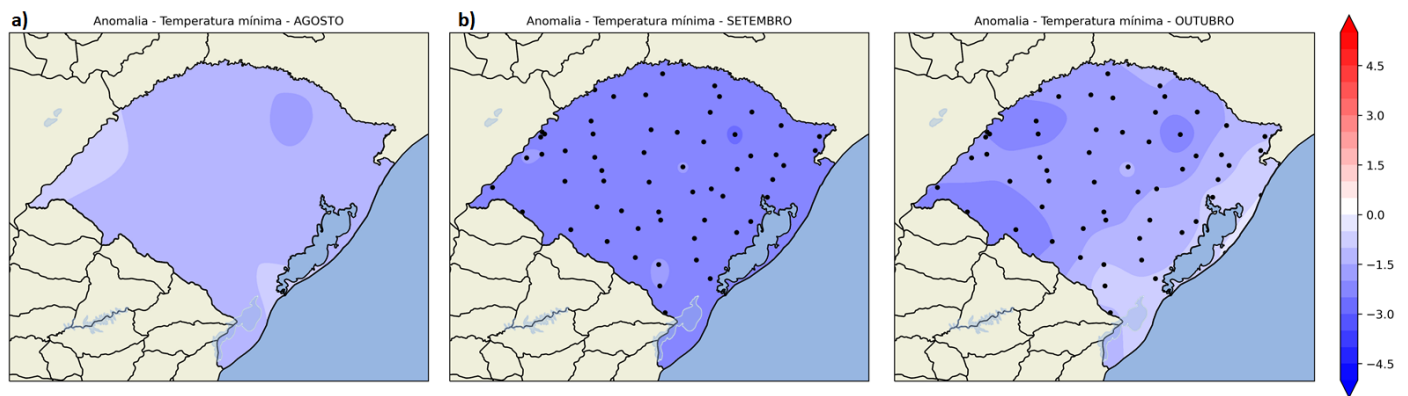 a)
Anomalia - Temperatura mínima - AGOSTO
b)
Anomalia - Temperatura mínima - SETEMBRO
Anomalia - Temperatura mínima - OUTUBRO
4.5
3.0
1.5
0.0
−1.5
−3.0
−4.5